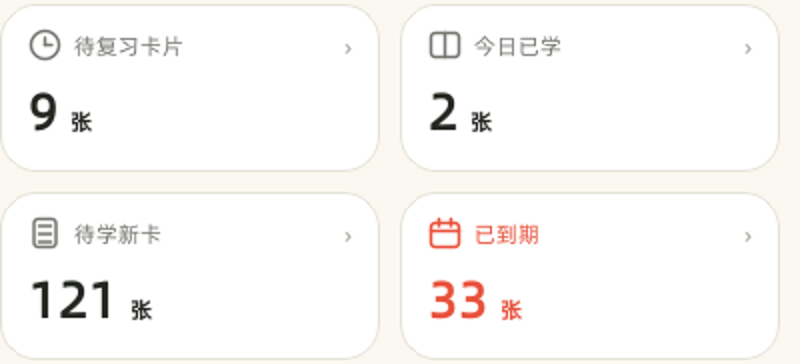 待复习卡片
9 张
今日已学
2 张
待学新卡
121 张
已到期
33 张